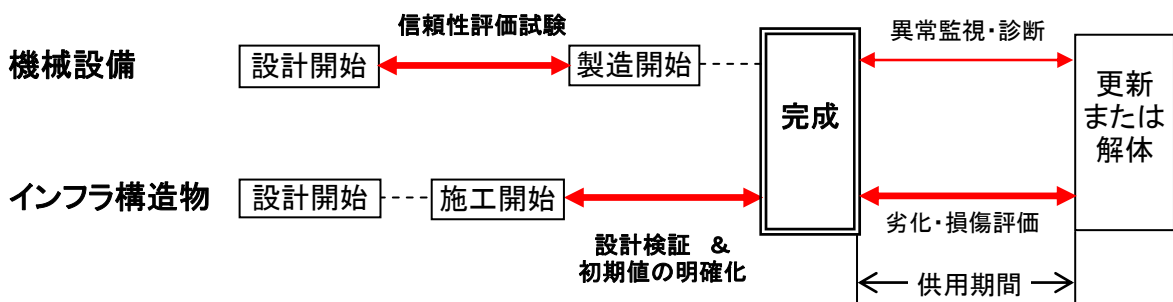 信頼性評価試験
異常監視・診断
機械設備
設計開始
製造開始
完成
更新
または
解体
インフラ構造物
設計開始
施工開始
設計検証 &
初期値の明確化
劣化・損傷評価
供用期間